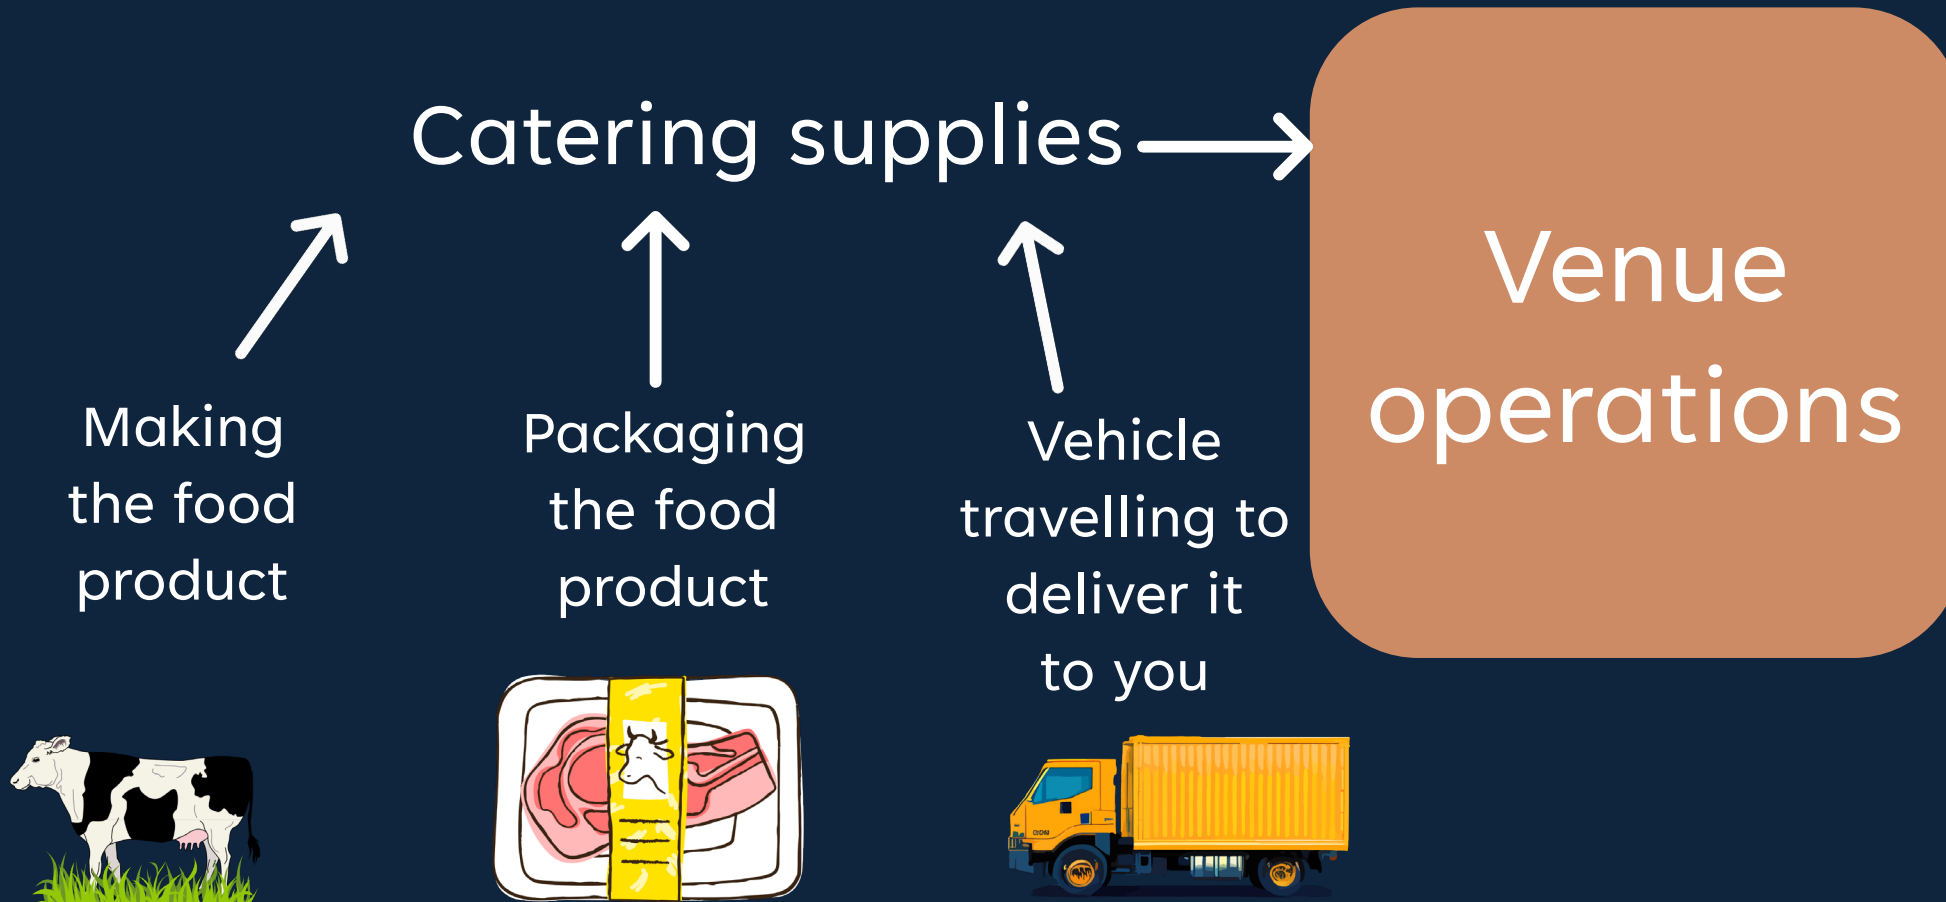 Catering supplies
Venue
operations
Making
the food
product
Packaging
the food
product
Vehicle
travelling to
deliver it
to you